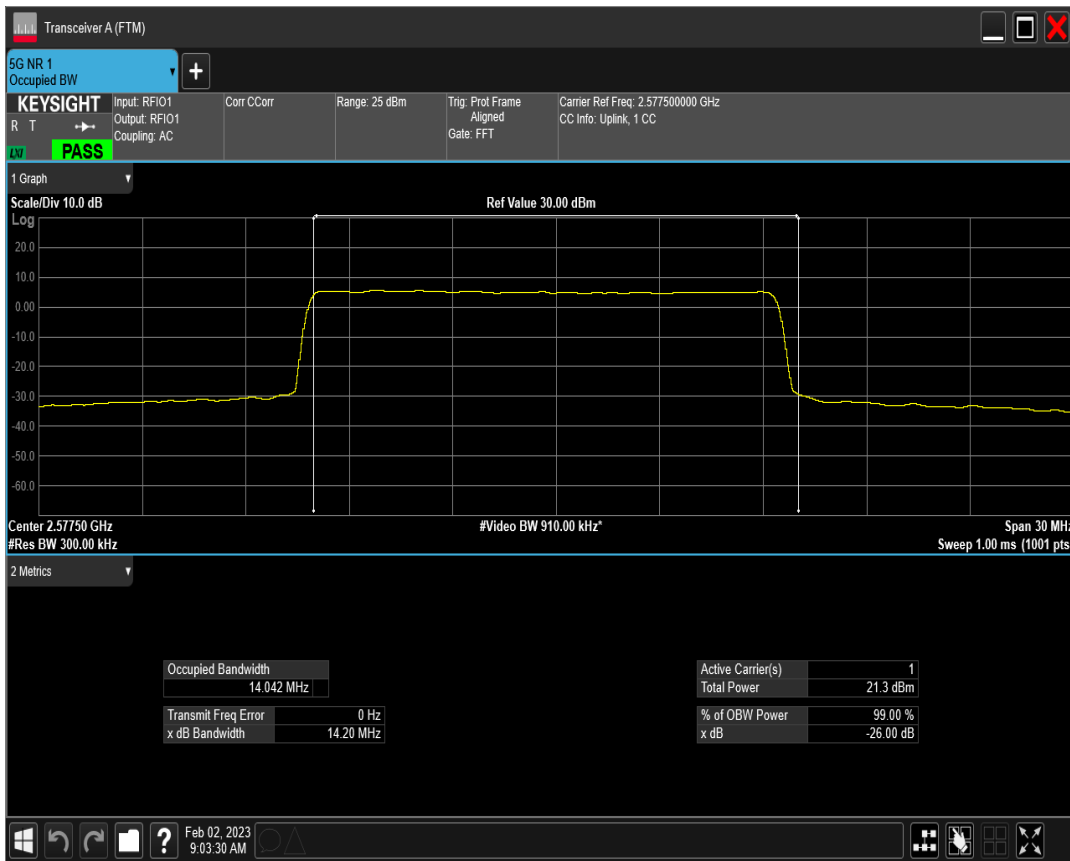 Transceiver A (FTM)
5G NR 1
Occupied BW
+
KEYSIGHT
R T
LXI
PASS
Input: RFIO1
Output: RFIO1
Coupling: AC
Corr CCorr
Range: 25 dBm
Trig: Prot Frame
Aligned
Gate: FFT
Carrier Ref Freq: 2.577500000 GHz
CC Info: Uplink, 1 CC
1 Graph
Scale/Div 10.0 dB
Ref Value 30.00 dBm
Log
20.0
10.0
0.00
-10.0
-20.0
-30.0
-40.0
-50.0
-60.0
Center 2.57750 GHz
#Video BW 910.00 kHz*
Span 30 MHz
#Res BW 300.00 kHz
Sweep 1.00 ms (1001 pts
2 Metrics
Occupied Bandwidth
14.042 MHz
Transmit Freq Error 0 Hz
x dB Bandwidth 14.20 MHz
Active Carrier(s) 1
Total Power 21.3 dBm
% of OBW Power 99.00 %
x dB -26.00 dB
?
Feb 02, 2023
9:03:30 AM